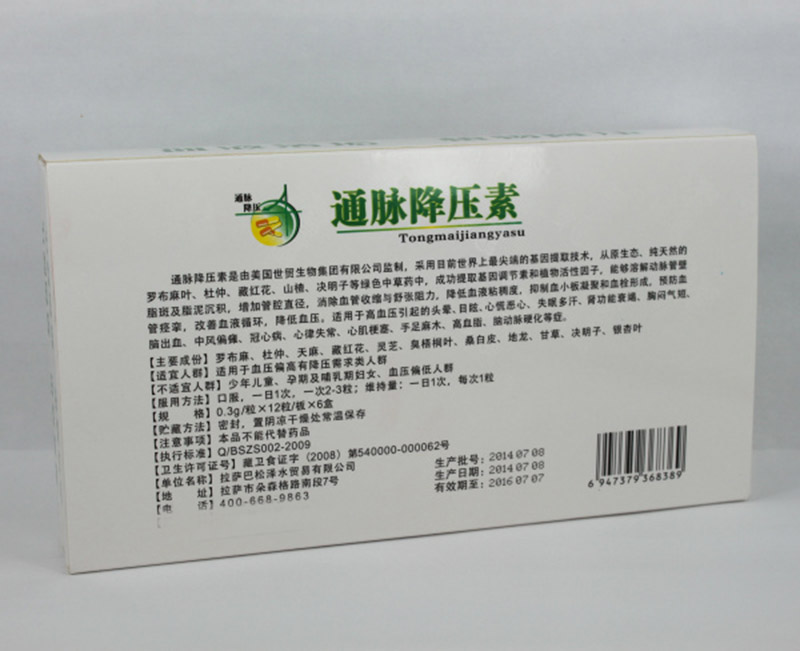 通脉
降压
通脉降压素
Tongmaijiangyasu
通脉降压素是由美国世贸生物集团有限公司监制，采用目前世界上最尖端的基因提取技术，从原生态、纯天然的
罗布麻叶、杜仲、藏红花、山楂、决明子等绿色中草药中，成功提取基因调节素和植物活性因子，能够溶解动脉管壁
脂斑及脂泥沉积，增加管腔直径，消除血管收缩与舒张阻力，降低血液粘稠度，抑制血小板凝聚和血栓形成，预防血
管痉挛，改善血液循环，降低血压。适用于高血压引起的头晕、目眩、心慌恶心、失眠多汗、肾功能衰竭、胸闷气短、
脑出血、中风偏瘫、冠心病、心律失常、心肌梗塞、手足麻木、高血脂、脑动脉硬化等症。
【主要成份】罗布麻、杜仲、天麻、藏红花、灵芝、臭梧桐叶、桑白皮、地龙、甘草、决明子、银杏叶
【适宜人群】适用于血压偏高有降压需求类人群
【不适宜人群】少年儿童、孕期及哺乳期妇女、血压偏低人群
【服用方法】口服，一日1次，一次2-3粒；维持量：一日1次，每次1粒
【规 格】0.3g/粒×12粒/板×6盒
【贮藏方法】密封，置阴凉干燥处常温保存
【注意事项】本品不能代替药品
【执行标准】Q/BSZS002-2009
【卫生许可证号】藏卫食证字（2008）第540000-000062号
【单位名称】拉萨巴松泽水贸易有限公司
【地 址】拉萨市朵森格路南段7号
【电 话】400-668-9863
生产批号：2014 07 08
生产日期：2014 07 08
有效期至：2016 07 07
6 947379 368389